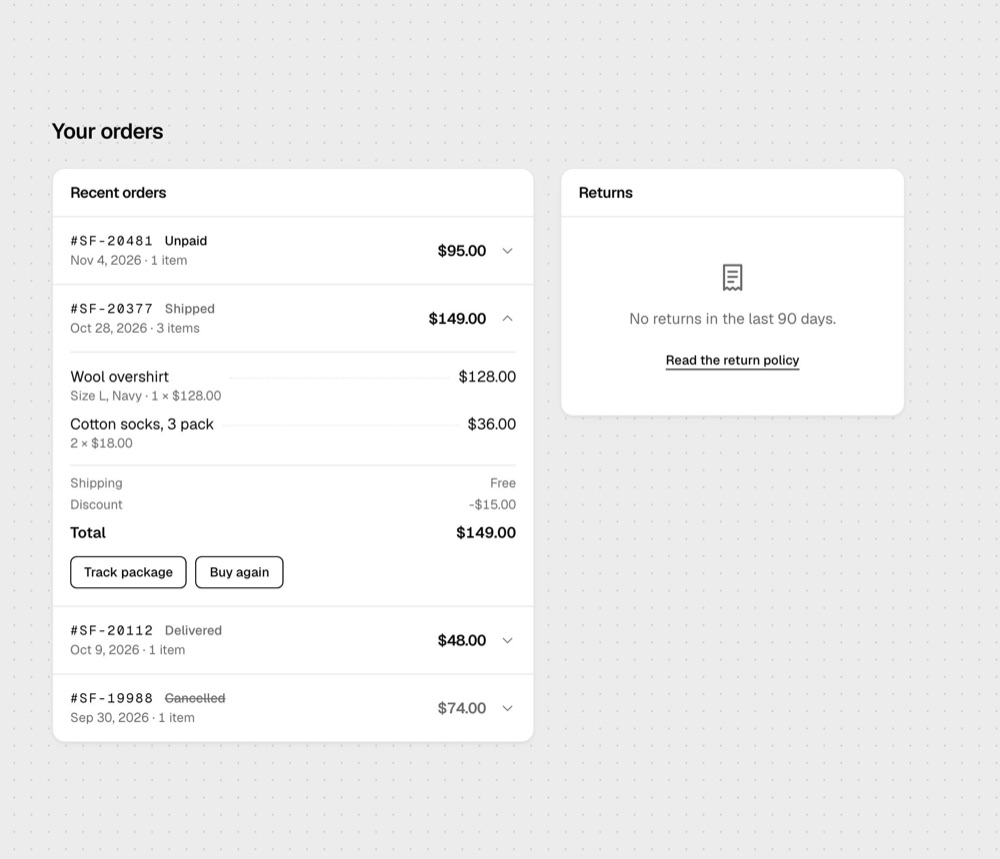 Your orders
Recent orders
#SF-20481 Unpaid
Nov 4, 2026 · 1 item
$95.00
#SF-20377 Shipped
Oct 28, 2026 · 3 items
$149.00
Wool overshirt $128.00
Size L, Navy · 1 × $128.00
Cotton socks, 3 pack $36.00
2 × $18.00
Shipping Free
Discount -$15.00
Total $149.00
Track package Buy again
#SF-20112 Delivered
Oct 9, 2026 · 1 item
$48.00
#SF-19988 Cancelled
Sep 30, 2026 · 1 item
$74.00
Returns
No returns in the last 90 days.
Read the return policy